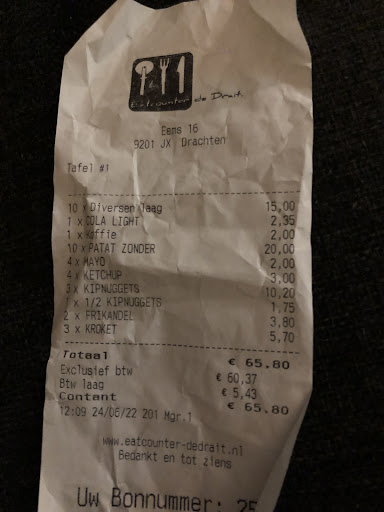 Eatcounter de Drait
Eems 16
9201 JX Drachten
Tafel #1
10 x Diversen laag 15,00
1 x COLA LIGHT 2,35
1 x Koffie 2,00
10 x PATAT ZONDER 20,00
4 x MAYO 2,00
4 x KETCHUP 3,00
3 x KIPNUGGETS 10,20
1 x 1/2 KIPNUGGETS 1,75
2 x FRIKANDEL 3,80
3 x KROKET 5,70
Totaal € 65,80
Exclusief btw € 60,37
Btw laag € 5,43
Contant € 65,80
12:09 24/06/22 201 Mgr.1
www.eatcounter-dedrait.nl
Bedankt en tot ziens
Uw Bonnummer: 25